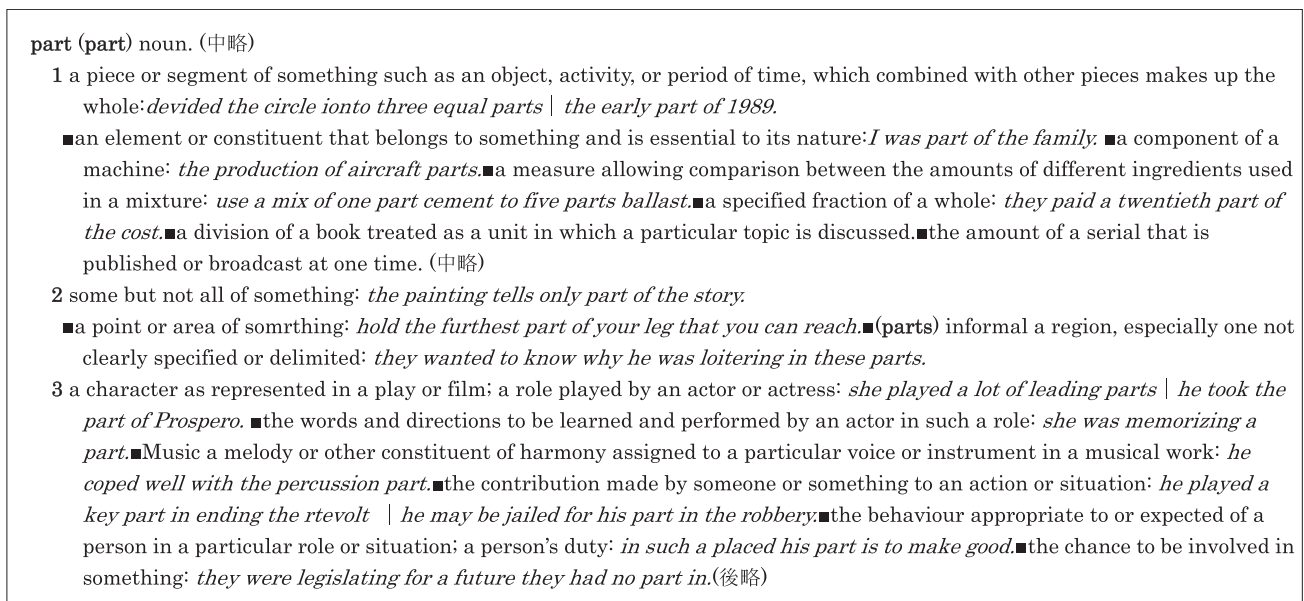 part (part) noun. (中略)
1 a piece or segment of something such as an object, activity, or period of time, which combined with other pieces makes up the
whole:devided the circle ionto three equal parts | the early part of 1989.
■an element or constituent that belongs to something and is essential to its nature:I was part of the family. ■a component of a
machine: the production of aircraft parts.■a measure allowing comparison between the amounts of different ingredients used
in a mixture: use a mix of one part cement to five parts ballast.■a specified fraction of a whole: they paid a twentieth part of
the cost.■a division of a book treated as a unit in which a particular topic is discussed.■the amount of a serial that is
published or broadcast at one time. (中略)
2 some but not all of something: the painting tells only part of the story.
■a point or area of somrthing: hold the furthest part of your leg that you can reach.■(parts) informal a region, especially one not
clearly specified or delimited: they wanted to know why he was loitering in these parts.
3 a character as represented in a play or film; a role played by an actor or actress: she played a lot of leading parts | he took the
part of Prospero. ■the words and directions to be learned and performed by an actor in such a role: she was memorizing a
part.■Music a melody or other constituent of harmony assigned to a particular voice or instrument in a musical work: he
coped well with the percussion part.■the contribution made by someone or something to an action or situation: he played a
key part in ending the rtevolt | he may be jailed for his part in the robbery.■the behaviour appropriate to or expected of a
person in a particular role or situation; a person's duty: in such a placed his part is to make good.■the chance to be involved in
something: they were legislating for a future they had no part in.(後略)